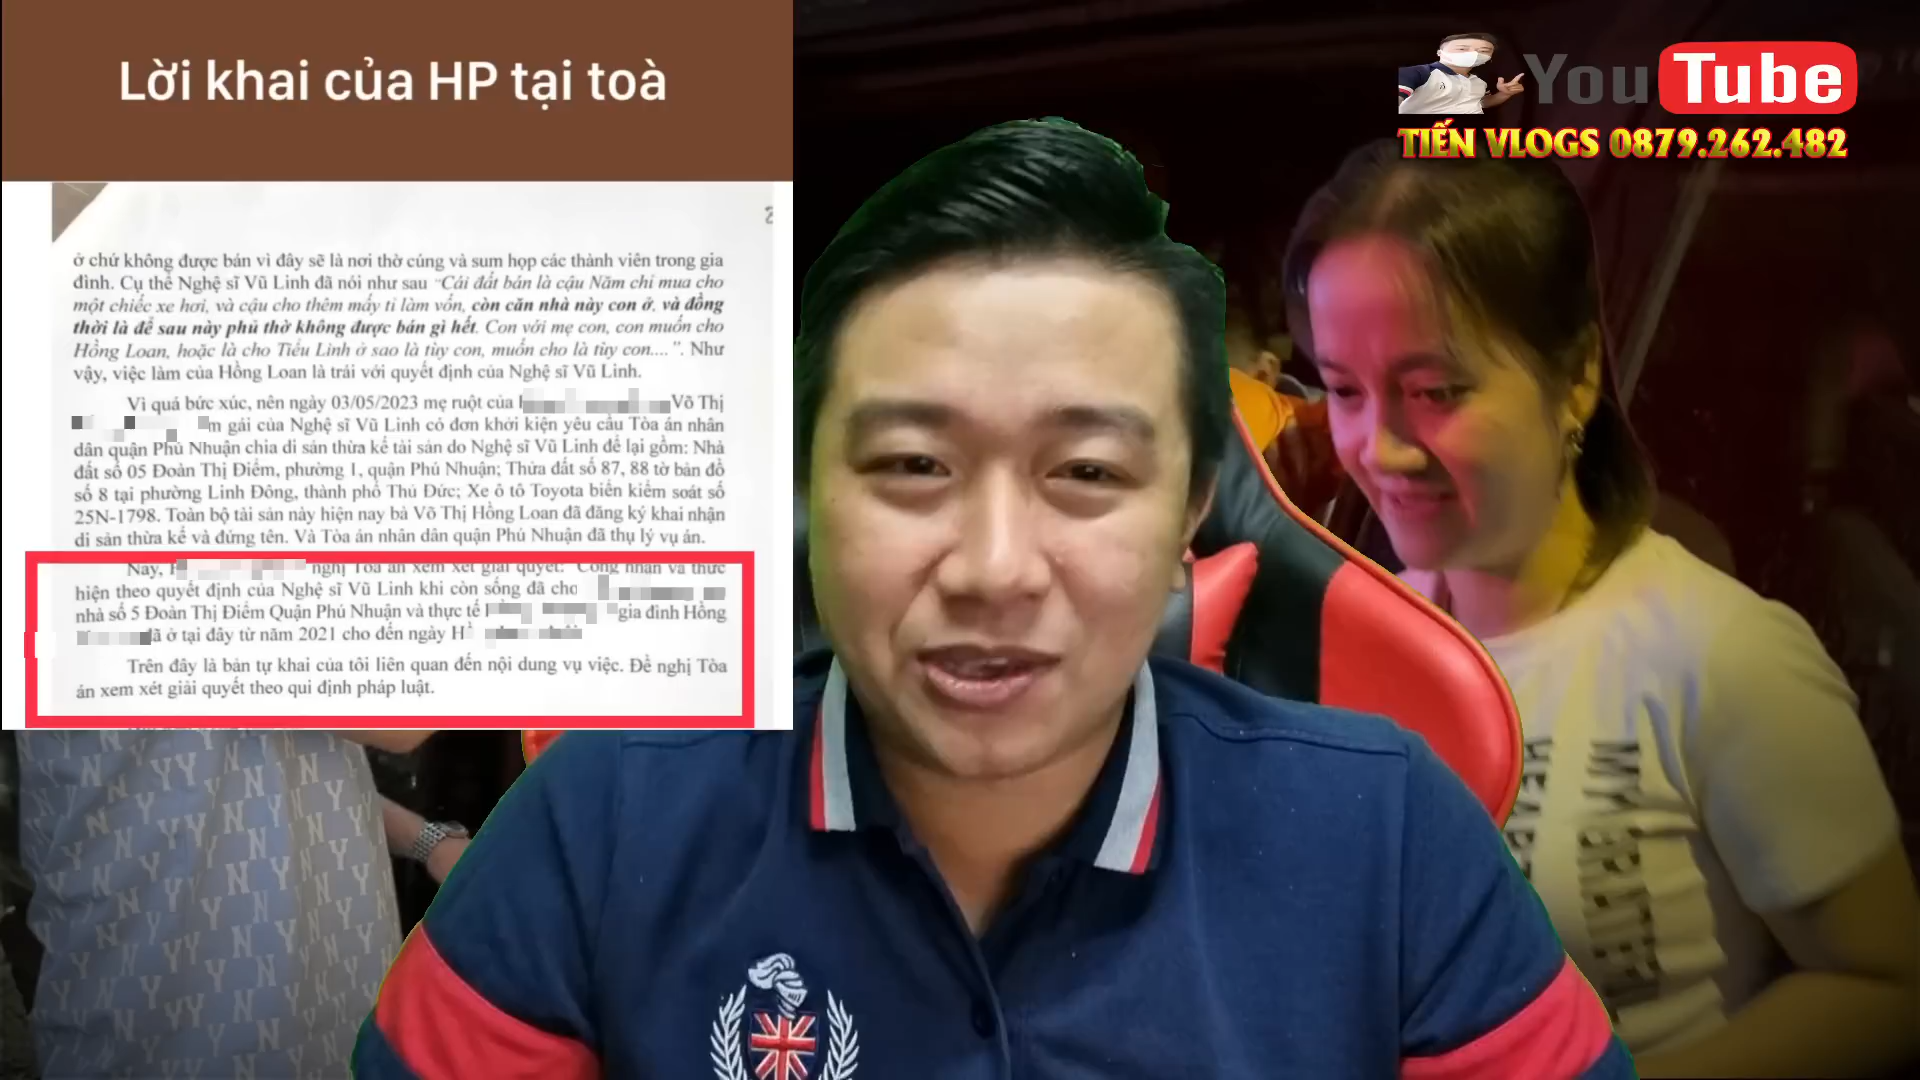 Lời khai của HP tại toà
ở chứ không được bán vì đây sẽ là nơi thờ cúng và sum họp các thành viên trong gia
đình. Cụ thể Nghệ sĩ Vũ Linh đã nói như sau “Cái đất bán là cậu Năm chỉ mua cho
một chiếc xe hơi, và cậu cho thêm mấy tỉ làm vốn, còn căn nhà này con ở, và đồng
thời là để sau này phủ thờ không được bán gì hết. Con với mẹ con, con muốn cho
Hồng Loan, hoặc là cho Tiểu Linh ở sao là tùy con, muốn cho là tùy con....”. Như
vậy, việc làm của Hồng Loan là trái với quyết định của Nghệ sĩ Vũ Linh.
Vì quá bức xúc, nên ngày 03/05/2023 mẹ ruột của Võ Thị
m gái của Nghệ sĩ Vũ Linh có đơn khởi kiện yêu cầu Tòa án nhân
dân quận Phú Nhuận chia di sản thừa kế tài sản do Nghệ sĩ Vũ Linh để lại gồm: Nhà
đất số 05 Đoàn Thị Điểm, phường 1, quận Phú Nhuận; Thửa đất số 87, 88 tờ bản đồ
số 8 tại phường Linh Đông, thành phố Thủ Đức; Xe ô tô Toyota biển kiểm soát số
25N-1798. Toàn bộ tài sản này hiện nay bà Võ Thị Hồng Loan đã đăng ký khai nhận
di sản thừa kế và đứng tên. Và Tòa án nhân dân quận Phú Nhuận đã thụ lý vụ án.
Nay, nghị Tòa án xem xét giải quyết: Công nhận và thực
hiện theo quyết định của Nghệ sĩ Vũ Linh khi còn sống đã cho
nhà số 5 Đoàn Thị Điểm Quận Phú Nhuận và thực tế gia đình Hồng
ã ở tại đây từ năm 2021 cho đến ngày H
Trên đây là bản tự khai của tôi liên quan đến nội dung vụ việc. Đề nghị Tòa
án xem xét giải quyết theo qui định pháp luật.
YouTube
TIẾN VLOGS 0879.262.482